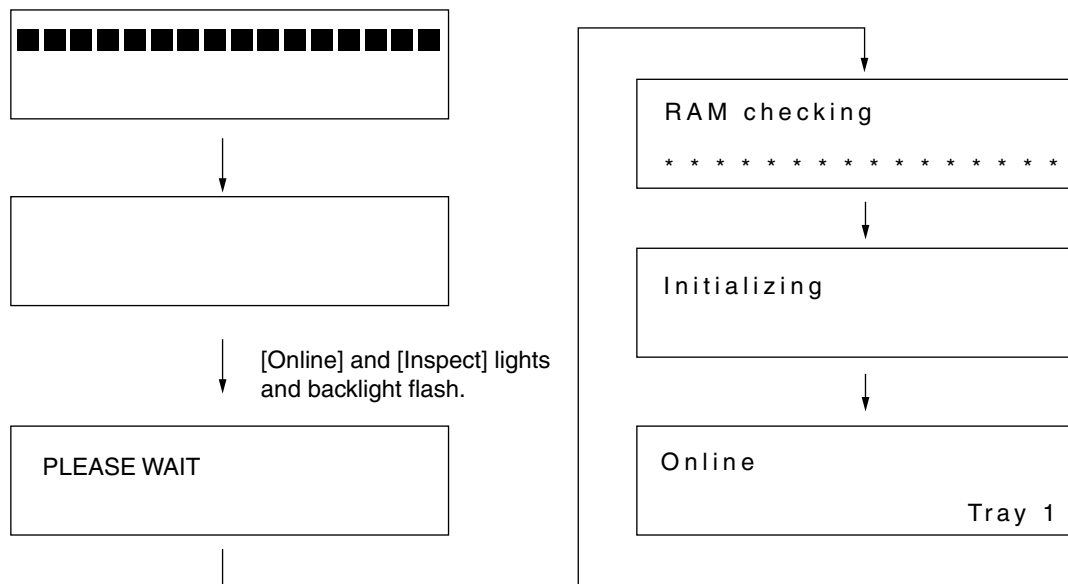 [Online] and [Inspect] lights
and backlight flash.
PLEASE WAIT
RAM checking
* * * * * * * * * * * * * * * *
Initializing
Online
Tray 1